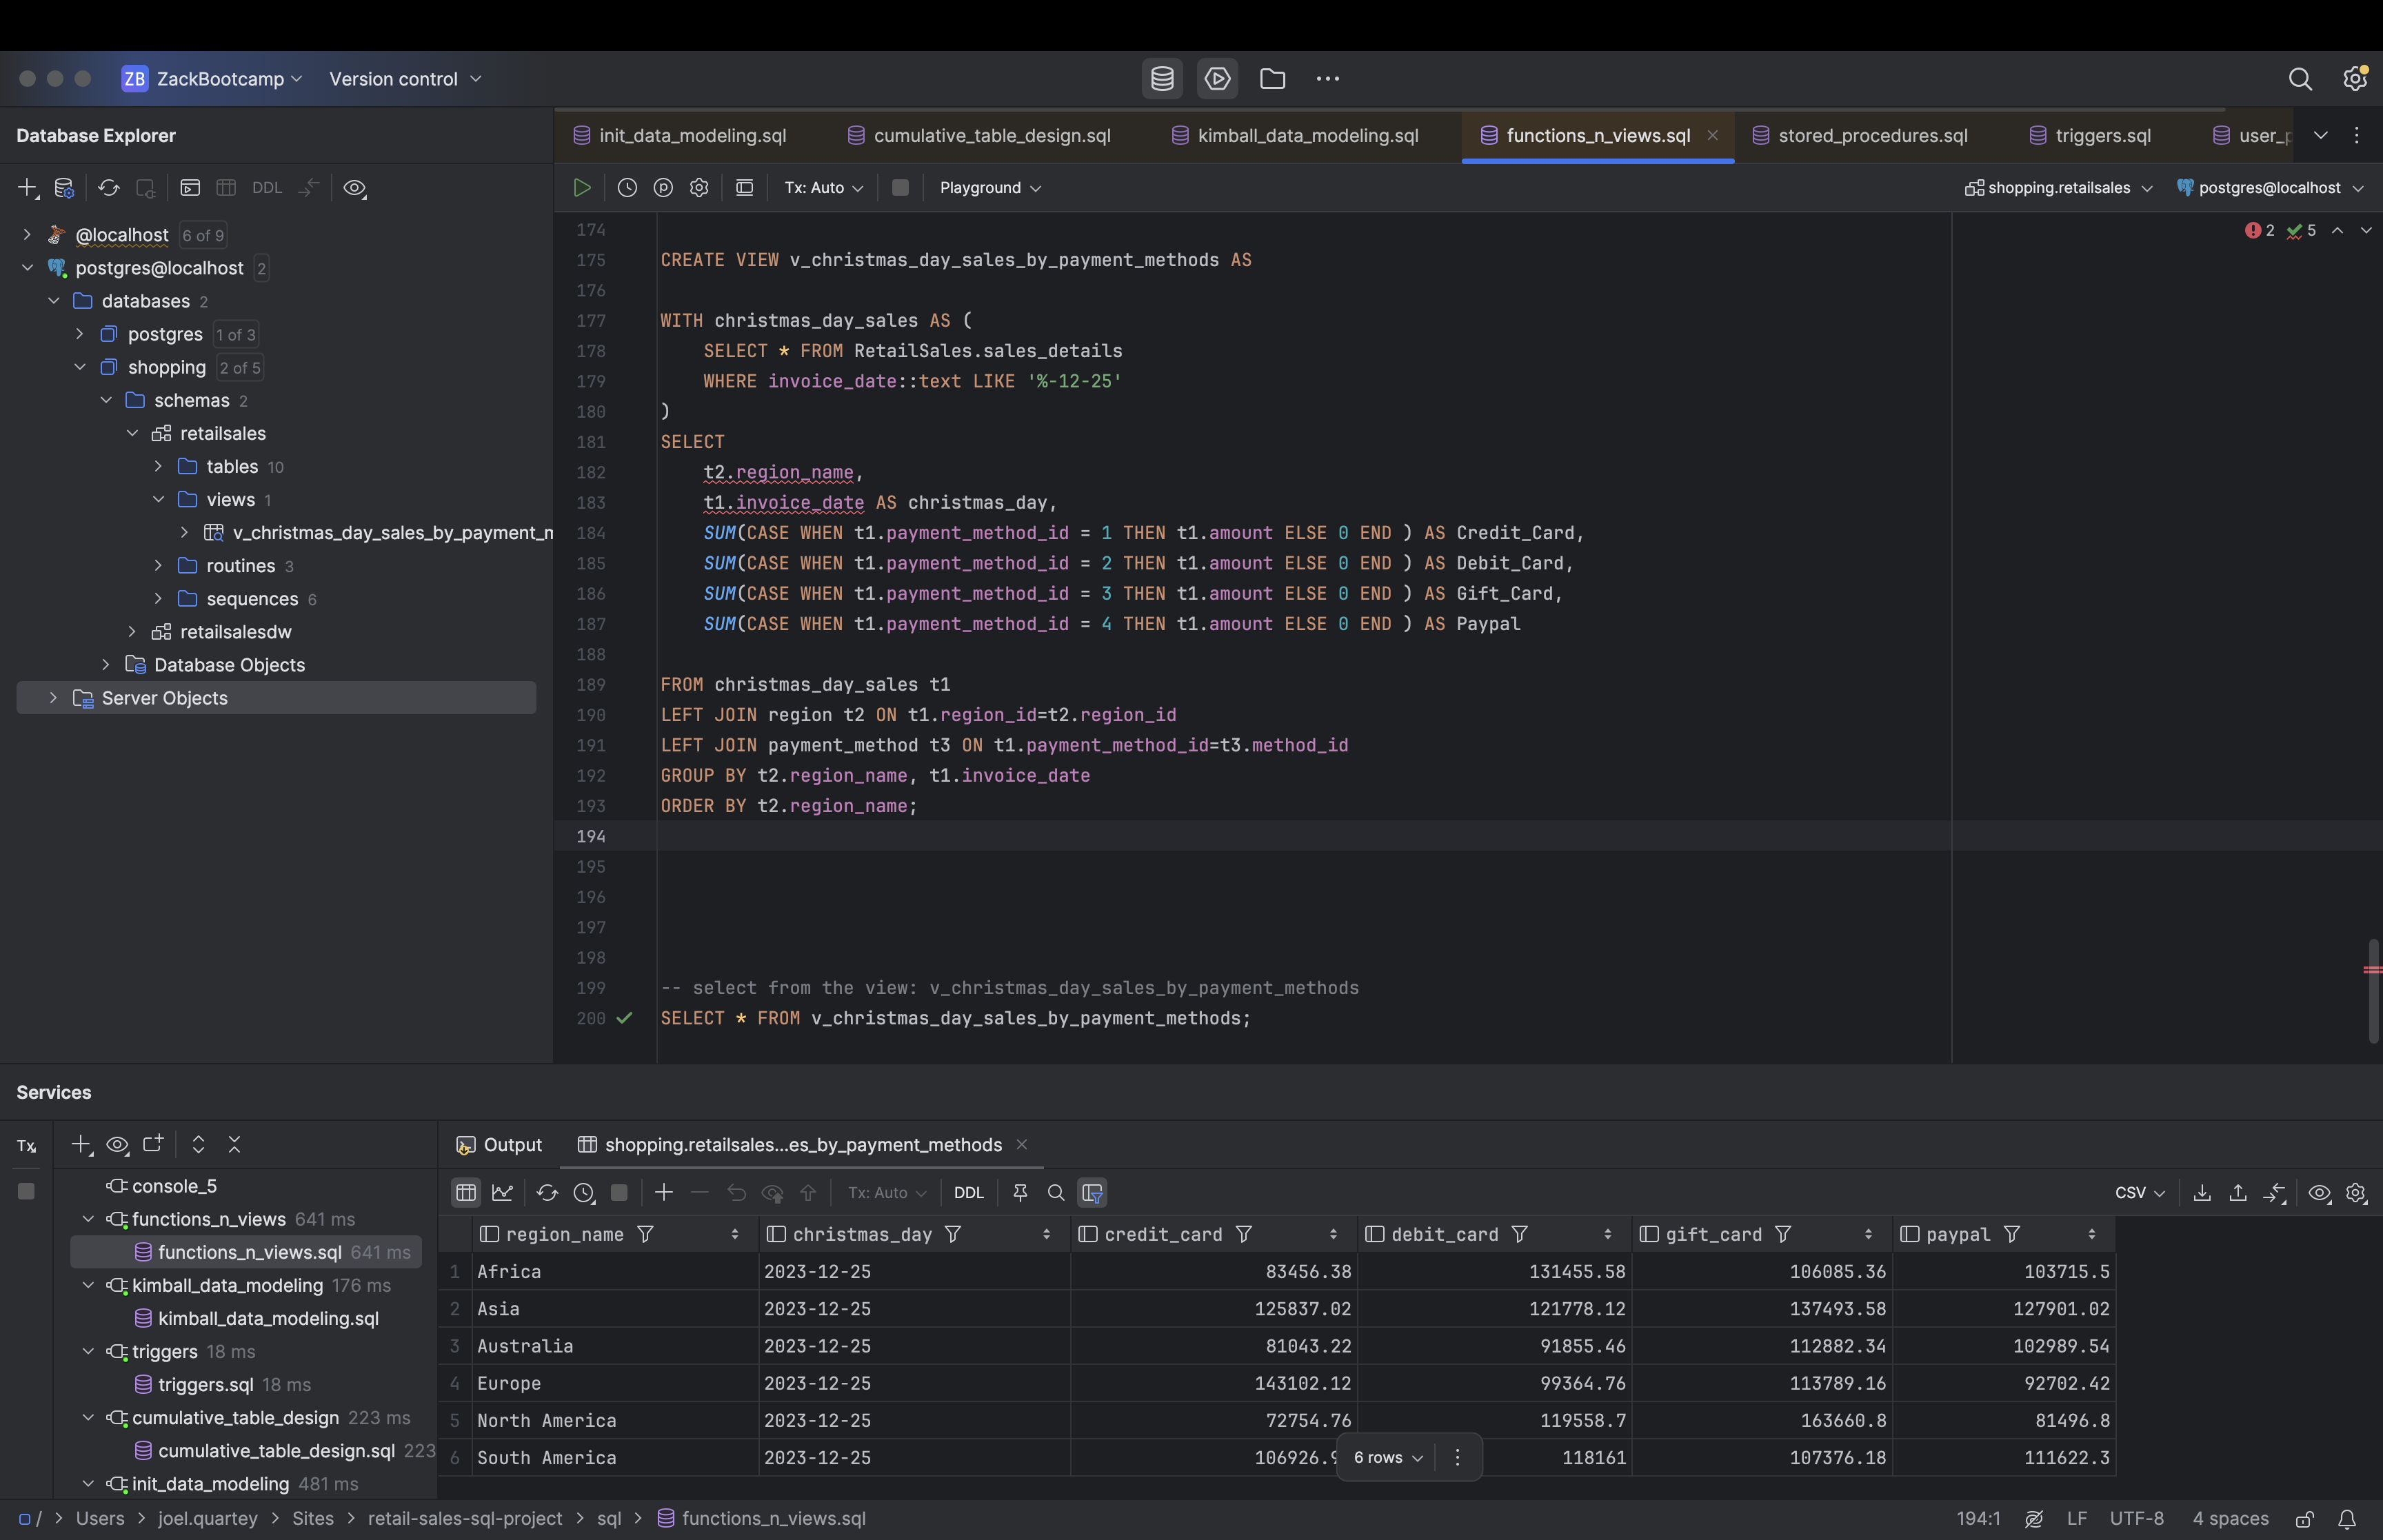 ZB ZackBootcamp Version control
Database Explorer
init_data_modeling.sql cumulative_table_design.sql kimball_data_modeling.sql functions_n_views.sql stored_procedures.sql triggers.sql user_p
DDL
Tx: Auto Playground shopping.retailsales postgres@localhost
@localhost 6 of 9
postgres@localhost 2
databases 2
postgres 1 of 3
shopping 2 of 5
schemas 2
retailsales
tables 10
views 1
v_christmas_day_sales_by_payment_m
routines 3
sequences 6
retailsalesdw
Database Objects
Server Objects
2 5
174
175 CREATE VIEW v_christmas_day_sales_by_payment_methods AS
176
177 WITH christmas_day_sales AS (
178 SELECT * FROM RetailSales.sales_details
179 WHERE invoice_date::text LIKE '%-12-25'
180 )
181 SELECT
182 t2.region_name,
183 t1.invoice_date AS christmas_day,
184 SUM(CASE WHEN t1.payment_method_id = 1 THEN t1.amount ELSE 0 END ) AS Credit_Card,
185 SUM(CASE WHEN t1.payment_method_id = 2 THEN t1.amount ELSE 0 END ) AS Debit_Card,
186 SUM(CASE WHEN t1.payment_method_id = 3 THEN t1.amount ELSE 0 END ) AS Gift_Card,
187 SUM(CASE WHEN t1.payment_method_id = 4 THEN t1.amount ELSE 0 END ) AS Paypal
188
189 FROM christmas_day_sales t1
190 LEFT JOIN region t2 ON t1.region_id=t2.region_id
191 LEFT JOIN payment_method t3 ON t1.payment_method_id=t3.method_id
192 GROUP BY t2.region_name, t1.invoice_date
193 ORDER BY t2.region_name;
194
195
196
197
198
199 -- select from the view: v_christmas_day_sales_by_payment_methods
200 SELECT * FROM v_christmas_day_sales_by_payment_methods;
Services
Tx
console_5
functions_n_views 641 ms
functions_n_views.sql 641 ms
kimball_data_modeling 176 ms
kimball_data_modeling.sql
triggers 18 ms
triggers.sql 18 ms
cumulative_table_design 223 ms
cumulative_table_design.sql 223
init_data_modeling 481 ms
Output shopping.retailsales...es_by_payment_methods
Tx: Auto DDL CSV
region_name christmas_day credit_card debit_card gift_card paypal
1 Africa 2023-12-25 83456.38 131455.58 106085.36 103715.5
2 Asia 2023-12-25 125837.02 121778.12 137493.58 127901.02
3 Australia 2023-12-25 81043.22 91855.46 112882.34 102989.54
4 Europe 2023-12-25 143102.12 99364.76 113789.16 92702.42
5 North America 2023-12-25 72754.76 119558.7 163660.8 81496.8
6 South America 2023-12-25 106926.9 118161 107376.18 111622.3
6 rows
/ Users joel.quartey Sites retail-sales-sql-project sql functions_n_views.sql 194:1 LF UTF-8 4 spaces